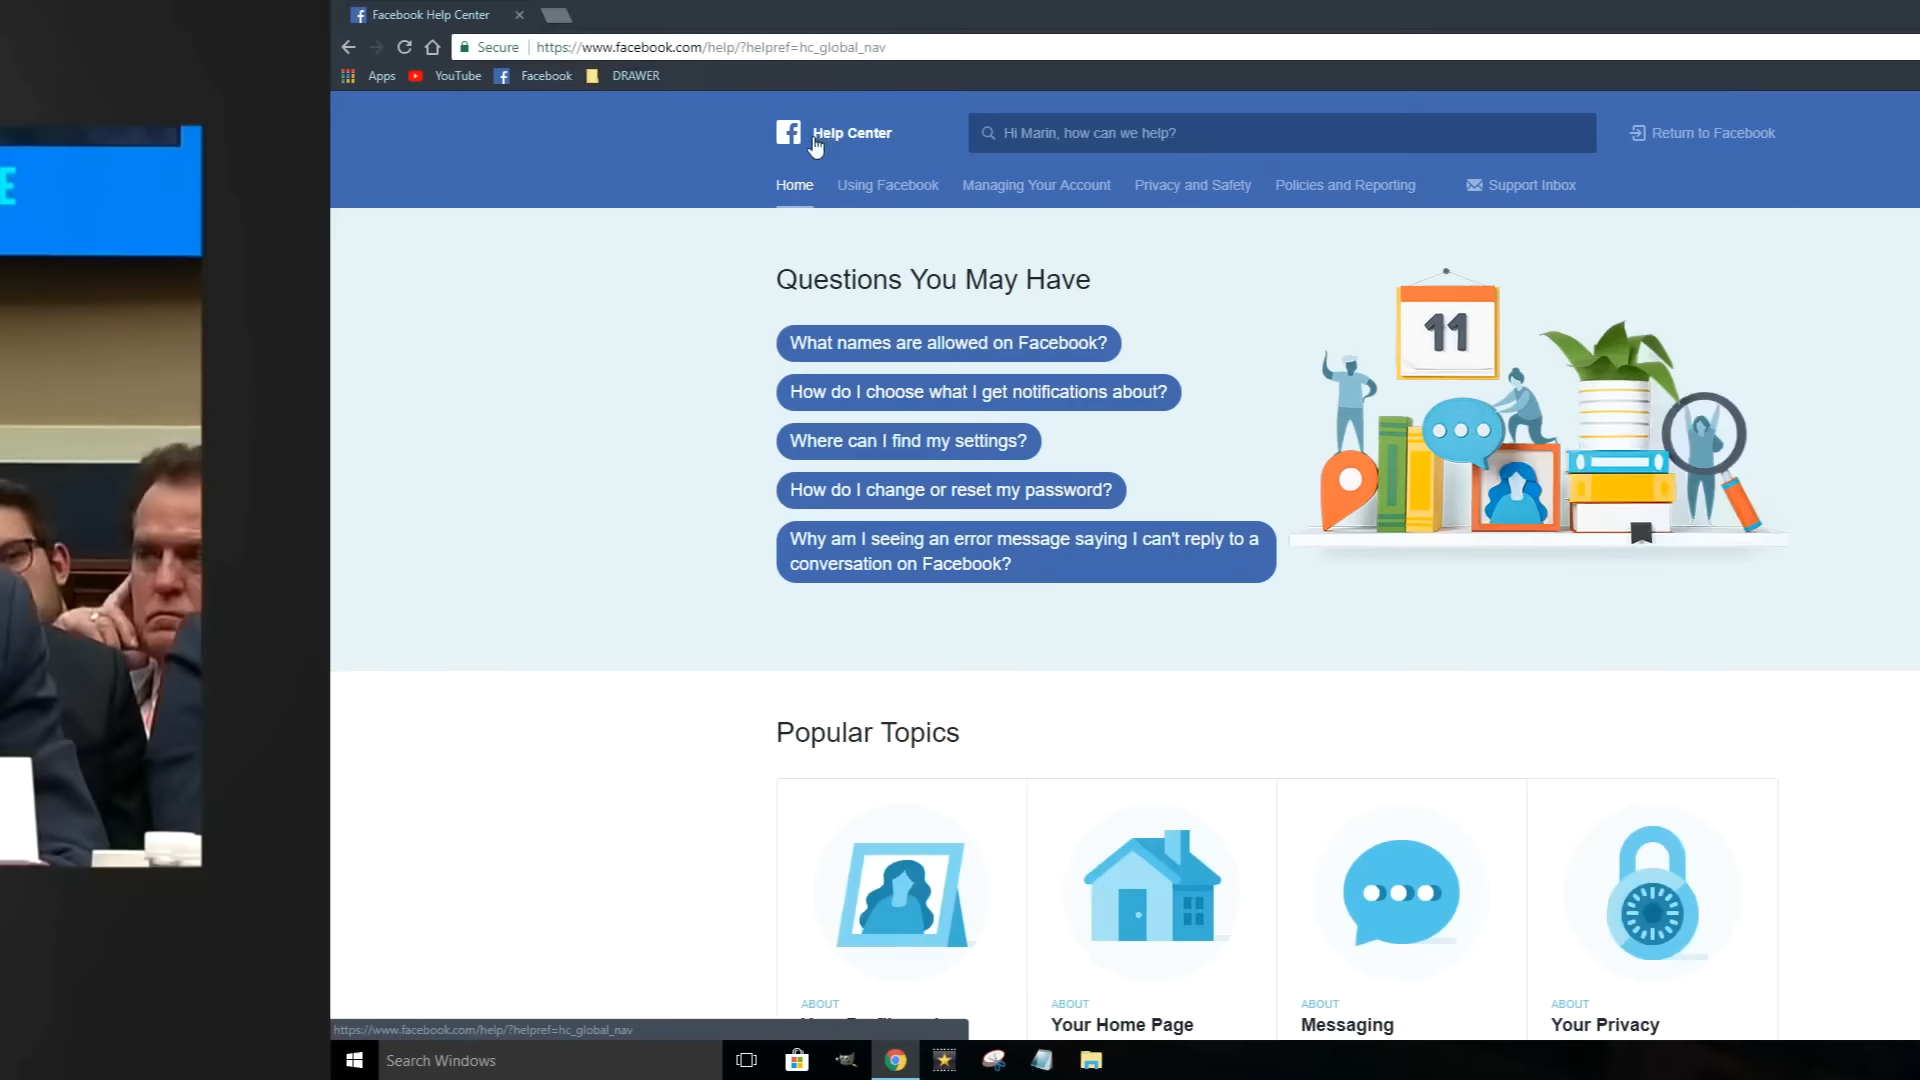 E
Facebook Help Center
Secure https://www.facebook.com/help/?helpref=hc_global_nav
Apps YouTube Facebook DRAWER
Help Center
Hi Marin, how can we help?
Return to Facebook
Home Using Facebook Managing Your Account Privacy and Safety Policies and Reporting Support Inbox
Questions You May Have
What names are allowed on Facebook?
How do I choose what I get notifications about?
Where can I find my settings?
How do I change or reset my password?
Why am I seeing an error message saying I can't reply to a
conversation on Facebook?
11
Popular Topics
ABOUT
ABOUT
Your Home Page
ABOUT
Messaging
ABOUT
Your Privacy
https://www.facebook.com/help/?helpref=hc_global_nav
Search Windows